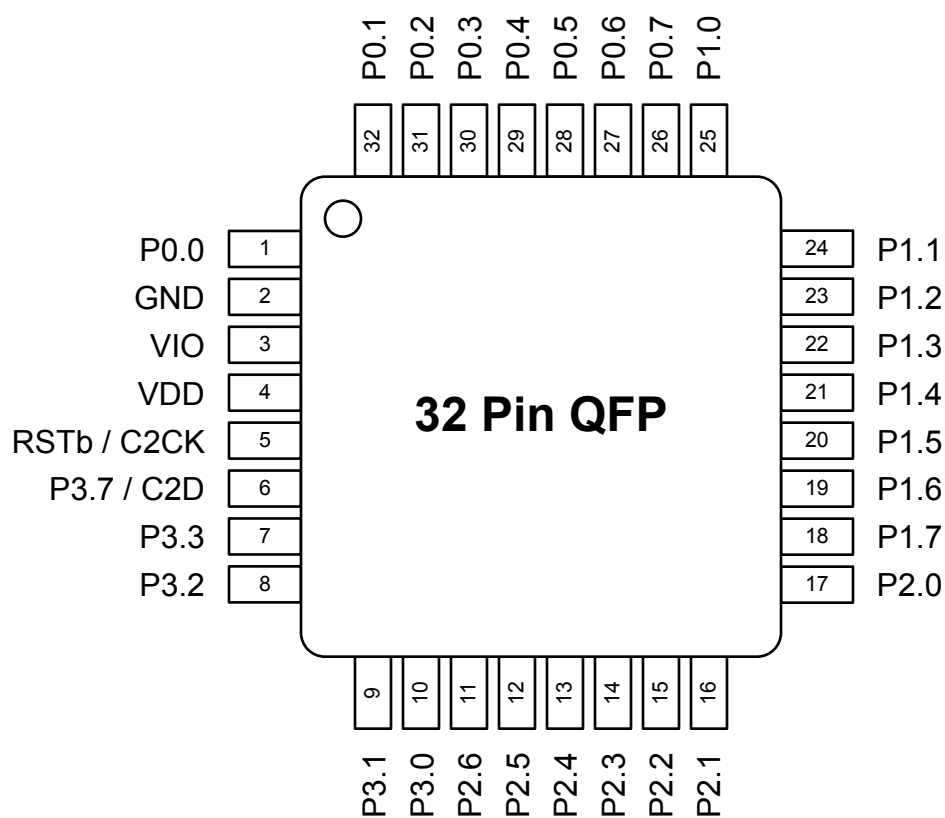 P0.1 P0.2 P0.3 P0.4 P0.5 P0.6 P0.7 P1.0
32 31 30 29 28 27 26 25
P0.0 1 24 P1.1
GND 2 23 P1.2
VIO 3 22 P1.3
VDD 4 21 P1.4
32 Pin QFP
RSTb / C2CK 5 20 P1.5
P3.7 / C2D 6 19 P1.6
P3.3 7 18 P1.7
P3.2 8 17 P2.0
9 10 11 12 13 14 15 16
P3.1 P3.0 P2.6 P2.5 P2.4 P2.3 P2.2 P2.1